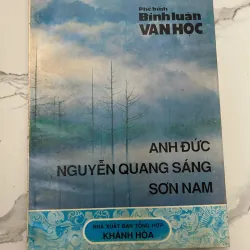 Phê bình
Bình luận
VĂN HỌC
ANH ĐỨC
NGUYỄN QUANG SÁNG
SƠN NAM
NHÀ XUẤT BẢN TỔNG HỢP
KHÁNH HÒA